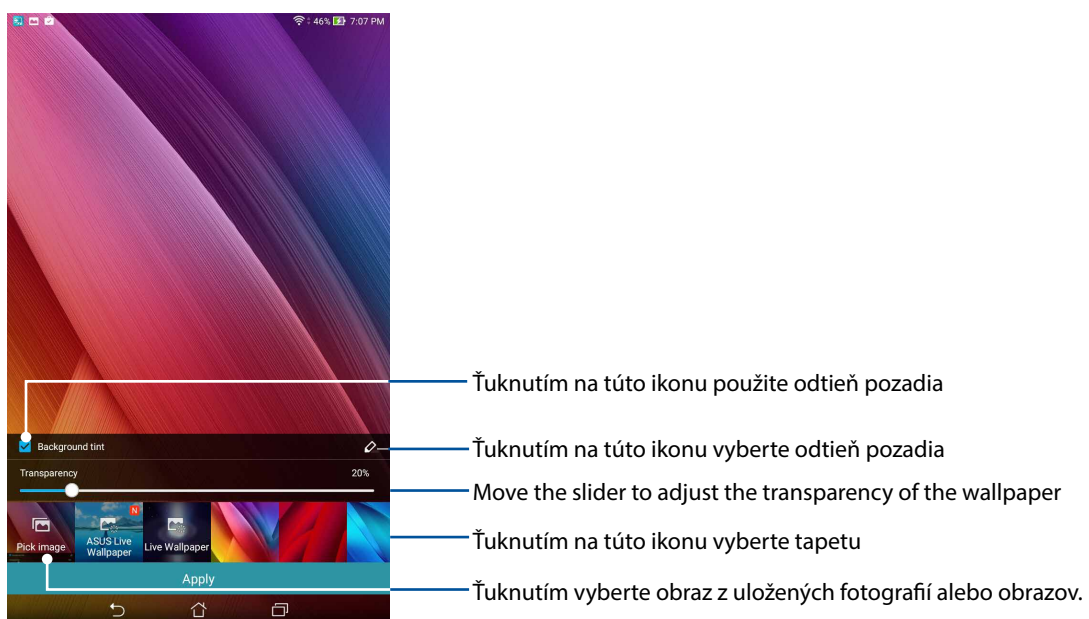 46% 7:07 PM
Ťuknutím na túto ikonu použite odtieň pozadia
Background tint
Ťuknutím na túto ikonu vyberte odtieň pozadia
Transparency 20%
Move the slider to adjust the transparency of the wallpaper
N
Pick image
ASUS Live
Wallpaper
Live Wallpaper
Ťuknutím na túto ikonu vyberte tapetu
Apply
Ťuknutím vyberte obraz z uložených fotografií alebo obrazov.